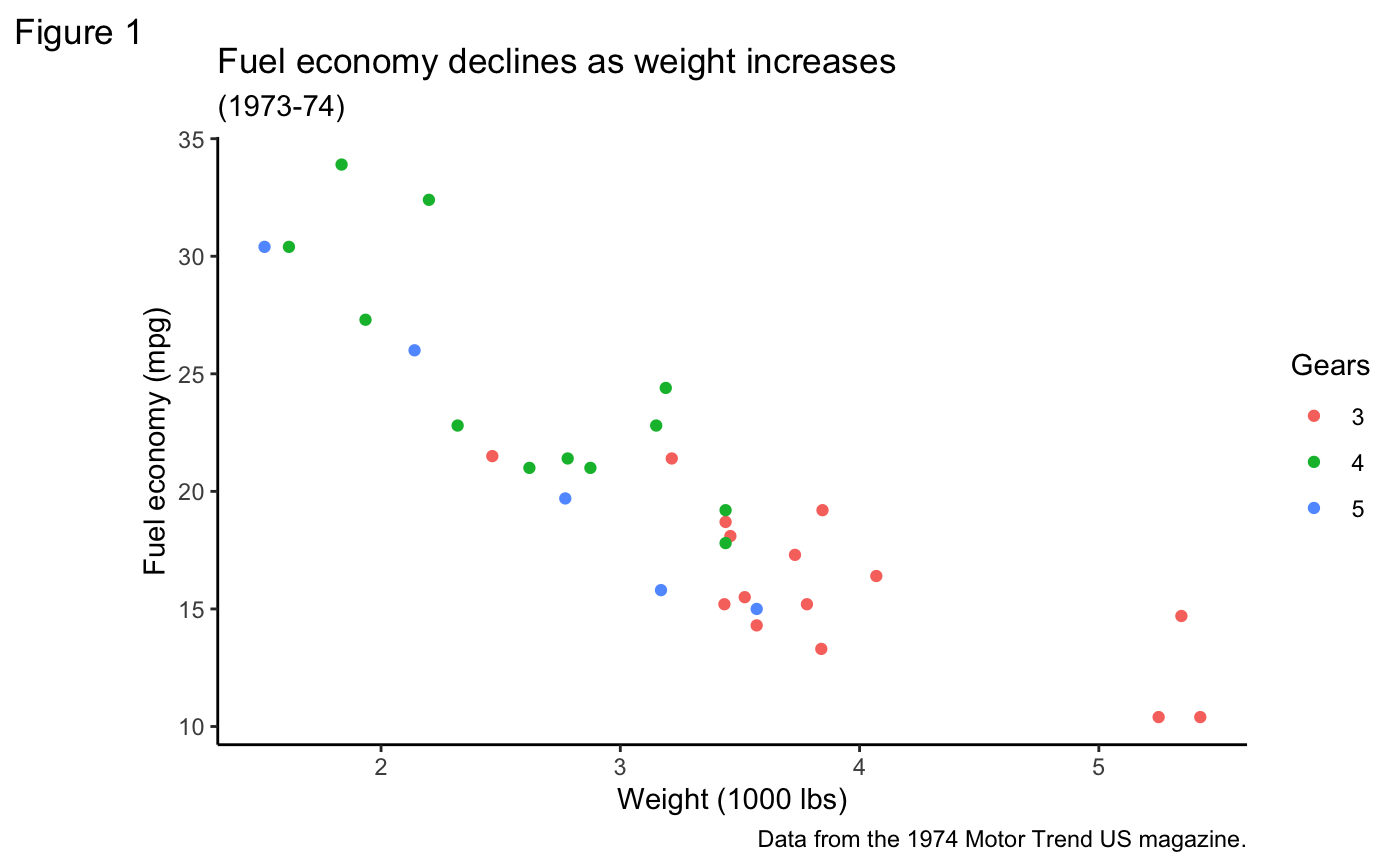 Figure 1
Fuel economy declines as weight increases
(1973-74)
35
30
25
20
15
10
Fuel economy (mpg)
2 3 4 5
Weight (1000 lbs)
Gears
3
4
5
Data from the 1974 Motor Trend US magazine.